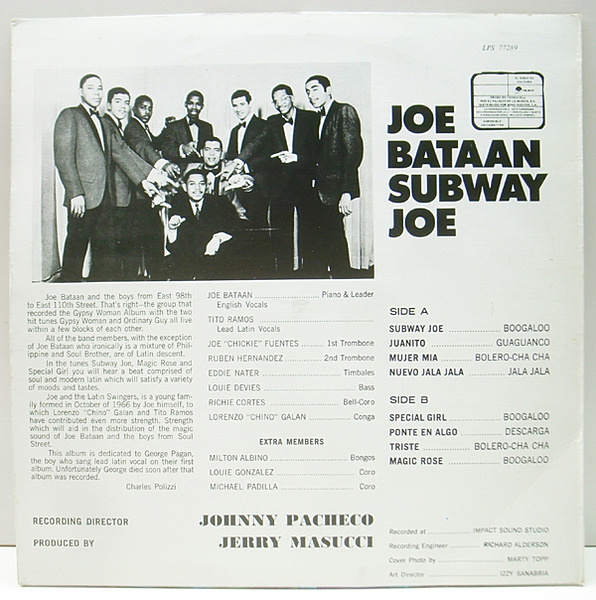 LPS 77289
JOE
BATAAN
SUBWAY
JOE
Joe Bataan and the boys from East 98th
to East 110th Street. That's right—the group that
recorded the Gypsy Woman Album with the two
hit tunes Gypsy Woman and Ordinary Guy all live
within a few blocks of each other.
All of the band members, with the exception
of Joe Bataan who ironically is a mixture of Phil-
ippine and Soul Brother, are of Latin descent.
In the tunes Subway Joe, Magic Rose and
Special Girl you will hear a beat comprised of
soul and modern latin which will satisfy a variety
of moods and tastes.
Joe and the Latin Swingers, is a young fam-
ily formed in October of 1966 by Joe himself, to
which Lorenzo "Chino" Galan and Tito Ramos
have contributed even more strength. Strength
which will aid in the distribution of the magic
sound of Joe Bataan and the boys from Soul
Street.
This album is dedicated to George Pagan,
the boy who sang lead latin vocal on their first
album. Unfortunately George died soon after that
album was recorded.
Charles Polizzi
JOE BATAAN .......... Piano & Leader
English Vocals
TITO RAMOS ..........
Lead Latin Vocals
JOE "CHICKIE" FUENTES .......... 1st Trombone
RUBEN HERNANDEZ .......... 2nd Trombone
EDDIE NATER .......... Timbales
LOUIE DEVIES .......... Bass
RICHIE CORTES .......... Bell-Coro
LORENZO "CHINO" GALAN .......... Conga
EXTRA MEMBERS
MILTON ALBINO .......... Bongos
LOUIE GONZALEZ .......... Coro
MICHAEL PADILLA .......... Coro
SIDE A
SUBWAY JOE .......... BOOGALOO
JUANITO .......... GUAGUANCO
MUJER MIA .......... BOLERO-CHA CHA
NUEVO JALA JALA .......... JALA JALA
SIDE B
SPECIAL GIRL .......... BOOGALOO
PONTE EN ALGO .......... DESCARGA
TRISTE .......... BOLERO-CHA CHA
MAGIC ROSE .......... BOOGALOO
RECORDING DIRECTOR JOHNNY PACHECO
PRODUCED BY JERRY MASUCCI
Recorded at .......... IMPACT SOUND STUDIO
Recording Engineer .......... RICHARD ALDERSON
Cover Photo by .......... MARTY TOPP
Art Director .......... IZZY SANABRIA